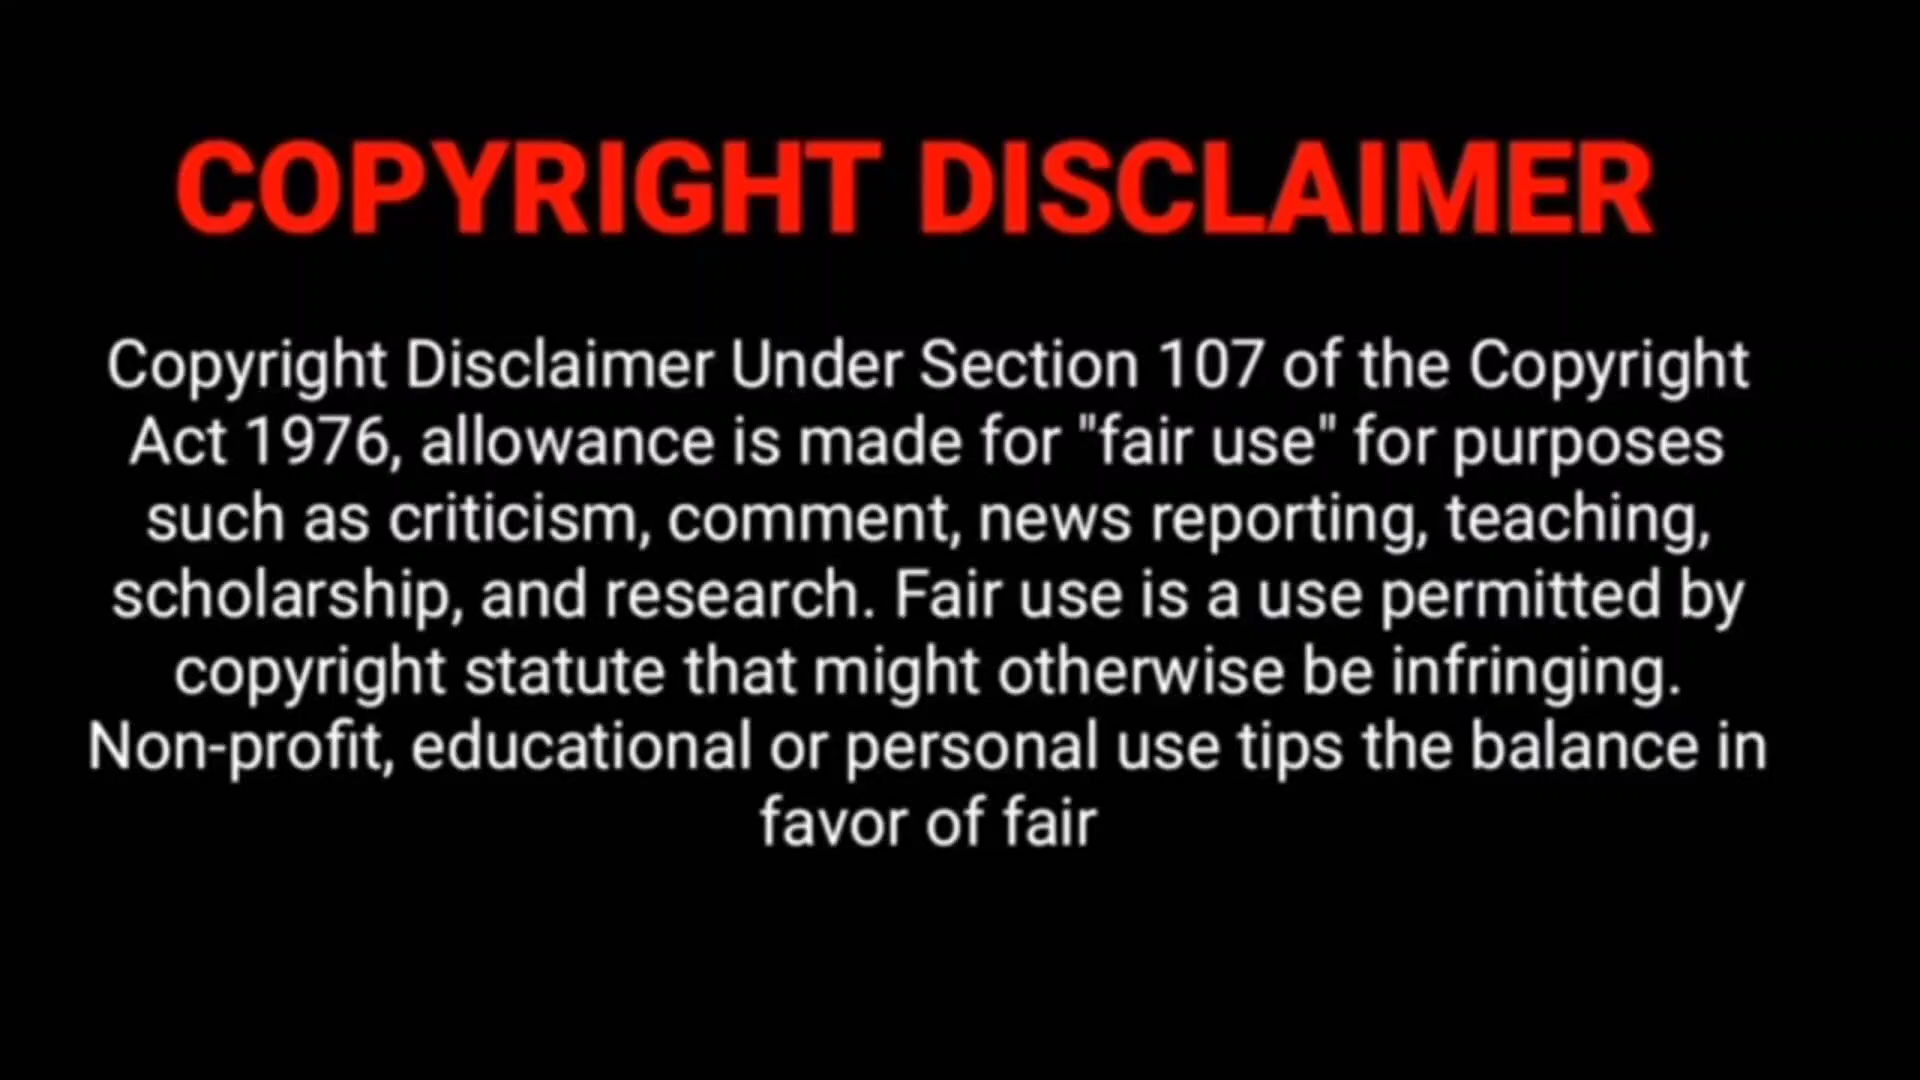 COPYRIGHT DISCLAIMER
Copyright Disclaimer Under Section 107 of the Copyright
Act 1976, allowance is made for "fair use" for purposes
such as criticism, comment, news reporting, teaching,
scholarship, and research. Fair use is a use permitted by
copyright statute that might otherwise be infringing.
Non-profit, educational or personal use tips the balance in
favor of fair